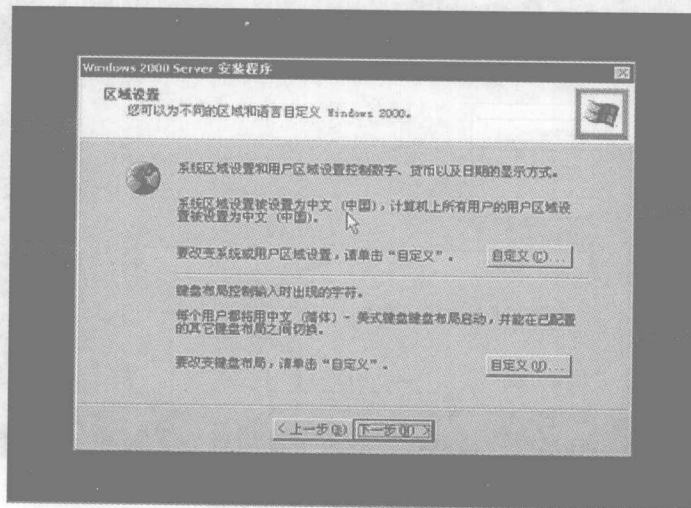 Windows 2000 Server 安装程序
区域设置
您可以为不同的区域和语言自定义 Windows 2000。
系统区域设置和用户区域设置控制数字、货币以及日期的显示方式。
系统区域设置被设置为中文 (中国)，计算机上所有用户的用户区域设
置被设置为中文 (中国)。
要改变系统或用户区域设置，请单击“自定义”。
自定义 (C)...
键盘布局控制输入时出现的字符。
每个用户都将用中文 (简体) - 美式键盘键盘布局启动，并能在已配置
的其它键盘布局之间切换。
要改变键盘布局，请单击“自定义”。
自定义 (U)...
< 上一步 (B)
下一步 (N) >